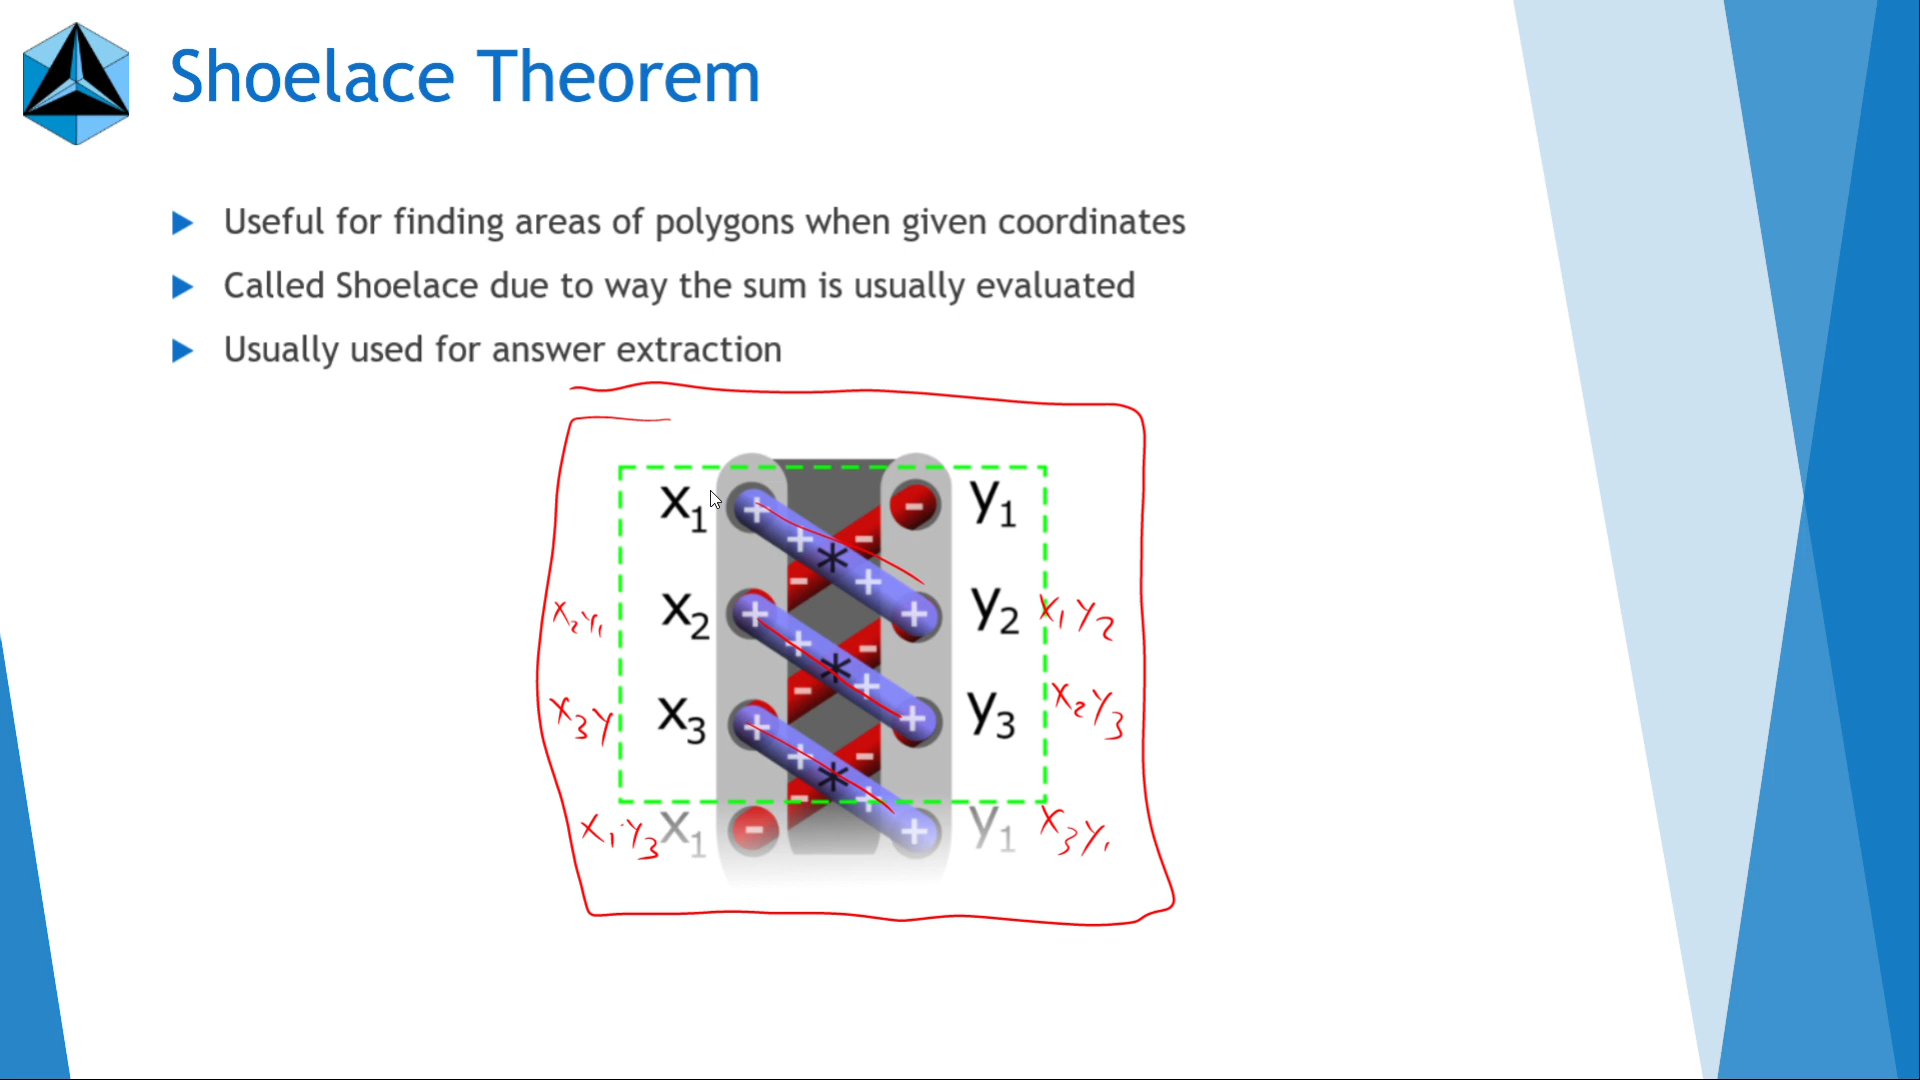 Shoelace Theorem
Useful for finding areas of polygons when given coordinates
Called Shoelace due to way the sum is usually evaluated
Usually used for answer extraction
x₁ + + * + + - - - y₁
x₂y₁ x₂ + + * + + - - y₂ x₁y₂
x₃y x₃ + + * + + - - y₃ x₂y₃
x₁y₃ x₁ - y₁ x₃y₁